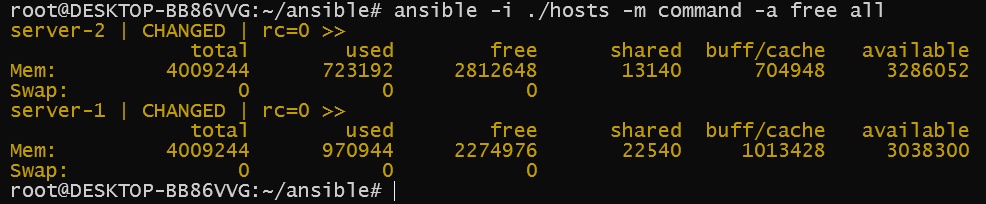 root@DESKTOP-BB86VVG:~/ansible# ansible -i ./hosts -m command -a free all
server-2 | CHANGED | rc=0 >>
total used free shared buff/cache available
Mem: 4009244 723192 2812648 13140 704948 3286052
Swap: 0 0 0
server-1 | CHANGED | rc=0 >>
total used free shared buff/cache available
Mem: 4009244 970944 2274976 22540 1013428 3038300
Swap: 0 0 0
root@DESKTOP-BB86VVG:~/ansible#